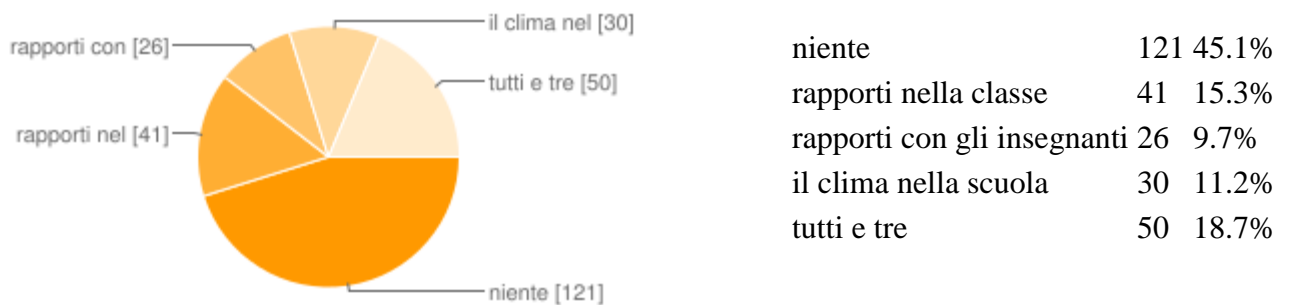 il clima nel [30]
rapporti con [26]
tutti e tre [50]
rapporti nel [41]
niente [121]
niente 121 45.1%
rapporti nella classe 41 15.3%
rapporti con gli insegnanti 26 9.7%
il clima nella scuola 30 11.2%
tutti e tre 50 18.7%